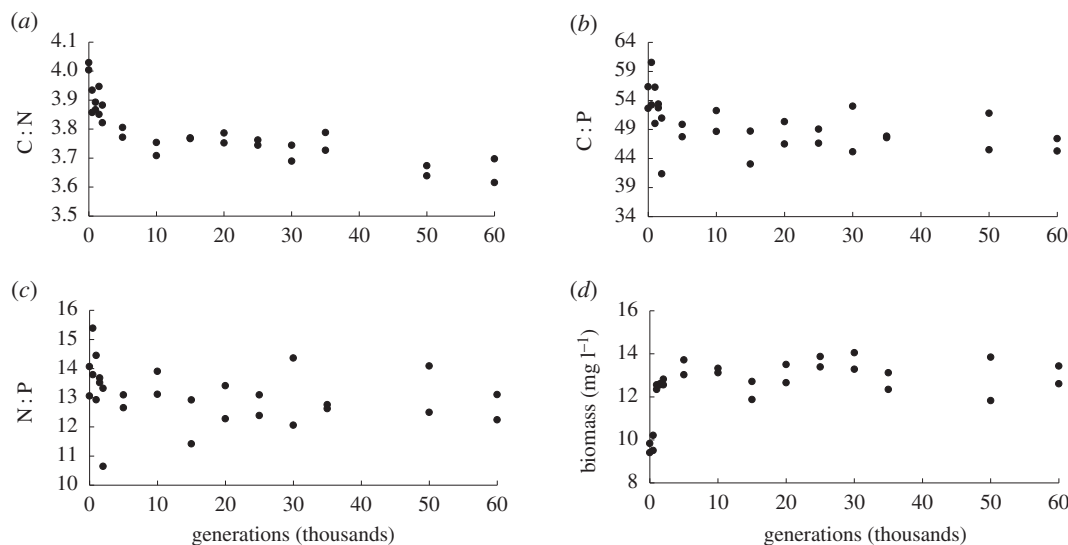 (a)
4.1
4.0
3.9
3.8
3.7
3.6
3.5
C : N
0 10 20 30 40 50 60
(b)
64
59
54
49
44
39
34
C : P
0 10 20 30 40 50 60
(c)
16
15
14
13
12
11
10
N : P
0 10 20 30 40 50 60
generations (thousands)
(d)
16
14
12
10
8
biomass (mg l⁻¹)
0 10 20 30 40 50 60
generations (thousands)